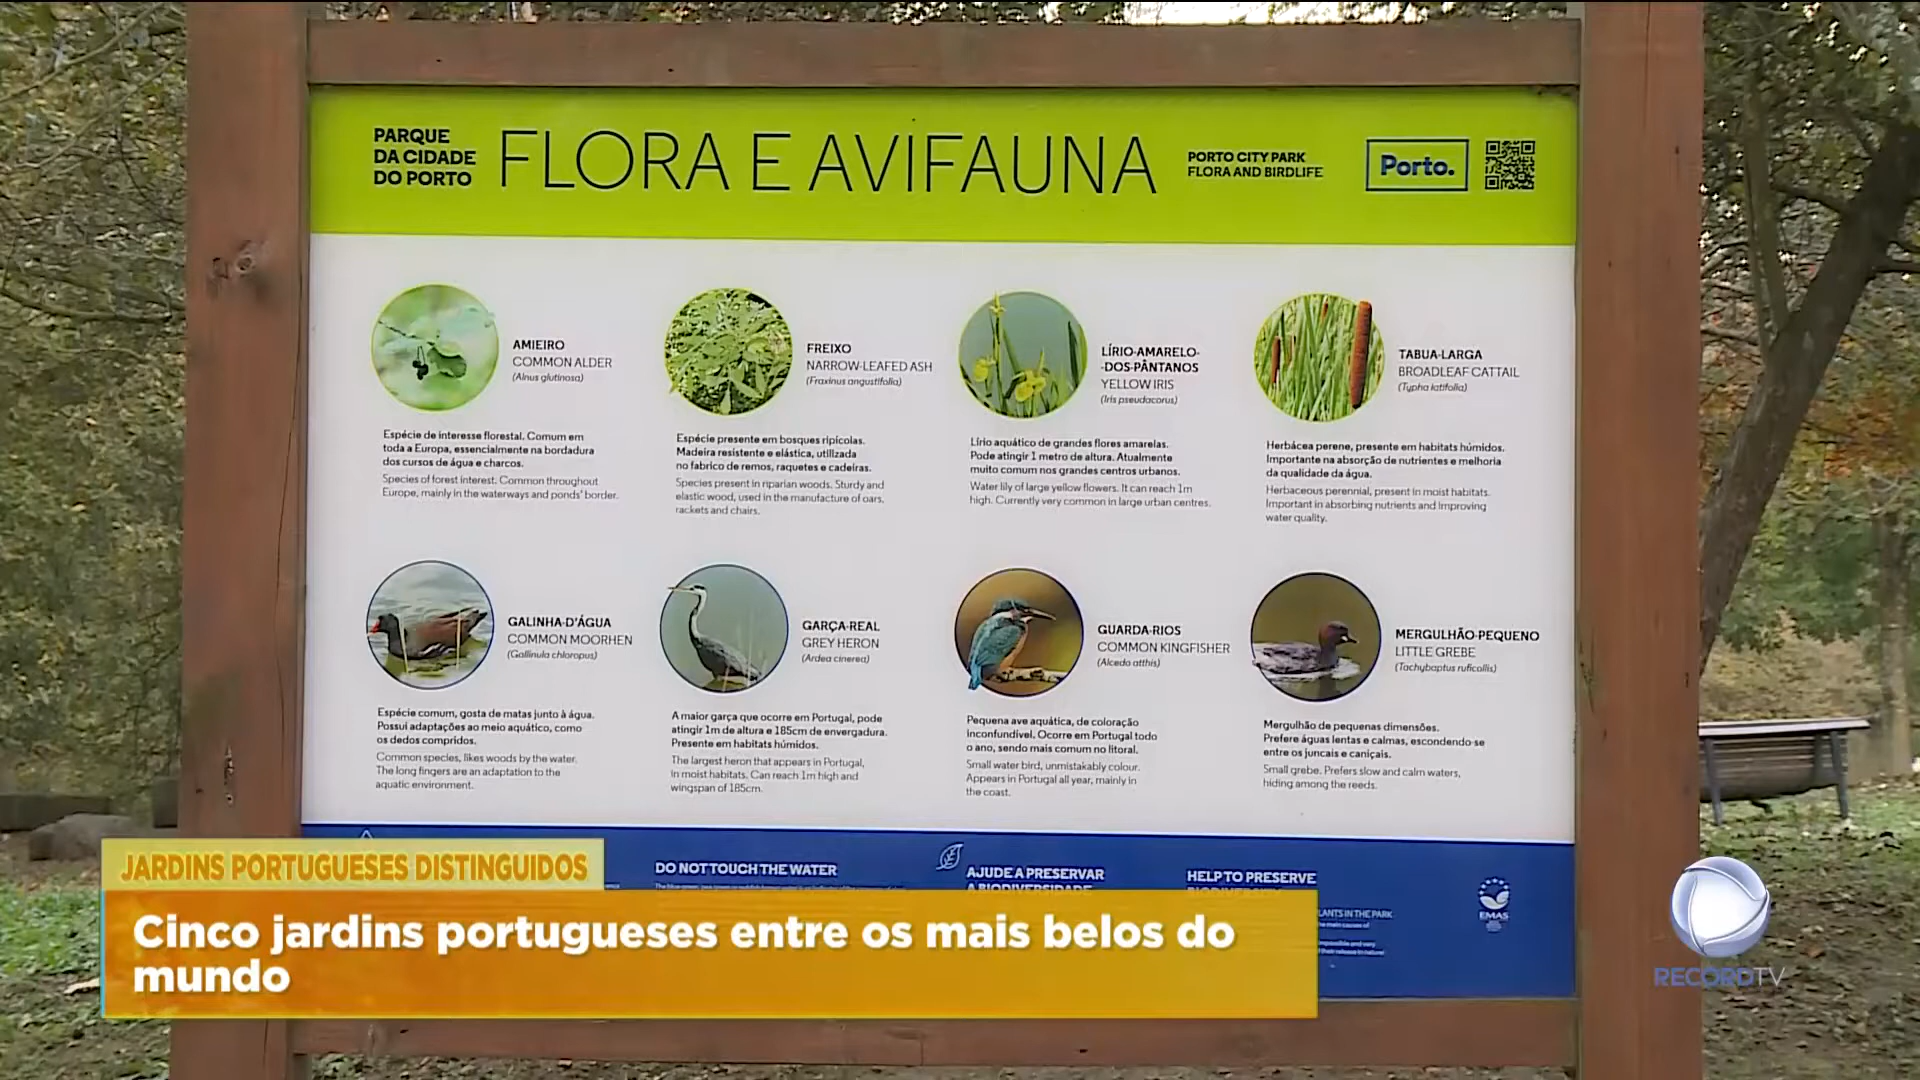 PARQUE
DA CIDADE
DO PORTO
FLORA E AVIFAUNA
PORTO CITY PARK
FLORA AND BIRDLIFE
Porto.
AMIEIRO
COMMON ALDER
(Alnus glutinosa)
Espécie de interesse florestal. Comum em
toda a Europa, essencialmente na bordadura
dos cursos de água e charcos.
Species of forest interest. Common throughout
Europe, mainly in the waterways and ponds' border.
FREIXO
NARROW-LEAFED ASH
(Fraxinus angustifolia)
Espécie presente em bosques ripícolas.
Madeira resistente e elástica, utilizada
no fabrico de remos, raquetes e cadeiras.
Species present in riparian woods. Sturdy and
elastic wood, used in the manufacture of oars,
rackets and chairs.
LÍRIO-AMARELO-
-DOS-PÂNTANOS
YELLOW IRIS
(Iris pseudacorus)
Lírio aquático de grandes flores amarelas.
Pode atingir 1 metro de altura. Atualmente
muito comum nos grandes centros urbanos.
Water lily of large yellow flowers. It can reach 1m
high. Currently very common in large urban centres.
TABUA-LARGA
BROADLEAF CATTAIL
(Typha latifolia)
Herbácea perene, presente em habitats húmidos.
Importante na absorção de nutrientes e melhoria
da qualidade da água.
Herbaceous perennial, present in moist habitats.
Important in absorbing nutrients and improving
water quality.
GALINHA-D'ÁGUA
COMMON MOORHEN
(Gallinula chloropus)
Espécie comum, gosta de matas junto à água.
Possui adaptações ao meio aquático, como
os dedos compridos.
Common species, likes woods by the water.
The long fingers are an adaptation to the
aquatic environment.
GARÇA-REAL
GREY HERON
(Ardea cinerea)
A maior garça que ocorre em Portugal, pode
atingir 1m de altura e 185cm de envergadura.
Presente em habitats húmidos.
The largest heron that appears in Portugal,
in moist habitats. Can reach 1m high and
wingspan of 185cm.
GUARDA-RIOS
COMMON KINGFISHER
(Alcedo atthis)
Pequena ave aquática, de coloração
inconfundível. Ocorre em Portugal todo
o ano, sendo mais comum no litoral.
Small water bird, unmistakably colour.
Appears in Portugal all year, mainly in
the coast.
MERGULHÃO-PEQUENO
LITTLE GREBE
(Tachybaptus ruficollis)
Mergulhão de pequenas dimensões.
Prefere águas lentas e calmas, escondendo-se
entre os juncais e caniçais.
Small grebe. Prefers slow and calm waters,
hiding among the reeds.
DO NOT TOUCH THE WATER
AJUDE A PRESERVAR
A BIODIVERSIDADE
HELP TO PRESERVE
IN THE PARK
EMAS
JARDINS PORTUGUESES DISTINGUIDOS
Cinco jardins portugueses entre os mais belos do
mundo
RECORD TV